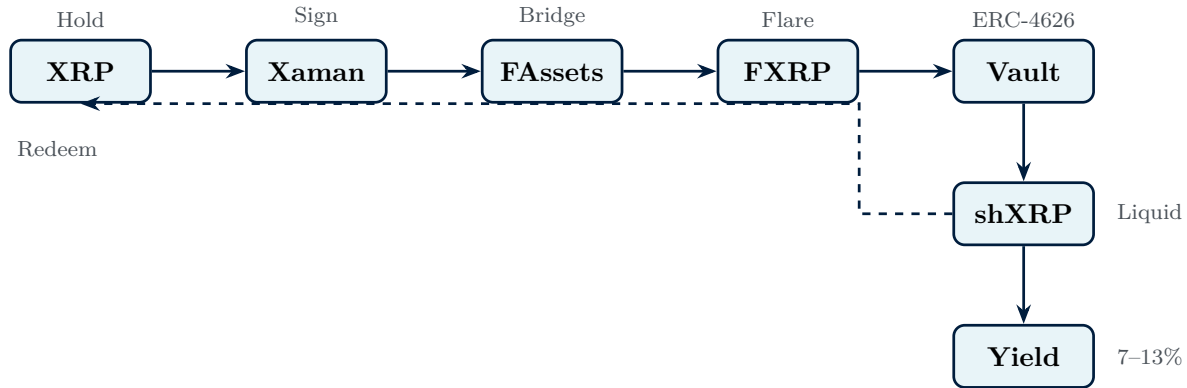 Hold
Sign
Bridge
Flare
ERC-4626
XRP
Xaman
FAssets
FXRP
Vault
Redeem
shXRP
Liquid
Yield
7–13%